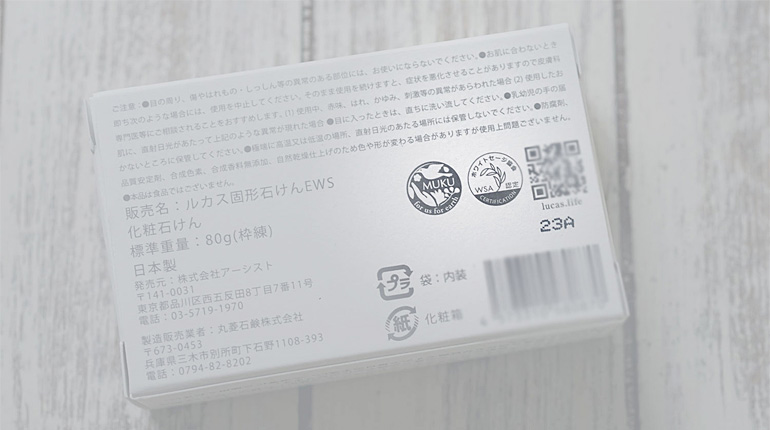 ご注意:●目の周り、傷やはれもの・しっしん等の異常のある部位には、お使いにならないでください。●お肌に合わないとき
即ち次のような場合には、使用を中止してください。そのまま使用を続けますと、症状を悪化させることがありますので皮膚科
専門医等にご相談されることをおすすめします。(1) 使用中、赤味、はれ、かゆみ、刺激等の異常があらわれた場合 (2) 使用したお
肌に、直射日光があたって上記のような異常が現れた場合 ●目に入ったときは、直ちに洗い流してください。●乳幼児の手の届
かないところに保管してください。●極端に高温又は低温の場所、直射日光のあたる場所には保管しないでください。●防腐剤、
品質安定剤、合成色素、合成香料無添加、自然乾燥仕上げのため色や形が変わる場合がありますが使用上問題ございません。
●本品は食品ではございません。
販売名:ルカス固形石けんEWS
化粧石けん
標準重量:80g(枠練)
日本製
発売元:株式会社アーシスト
〒141-0031
東京都品川区西五反田8丁目7番11号
電話:03-5719-1970
製造販売業者:丸菱石鹸株式会社
〒673-0453
兵庫県三木市別所町下石野1108-393
電話:0794-82-8202
MUKU
for us for earth
ホワイトセージ協会
WSA 認定
CERTIFICATION
lucas.life
23A
プラ 袋:内装
紙 化粧箱